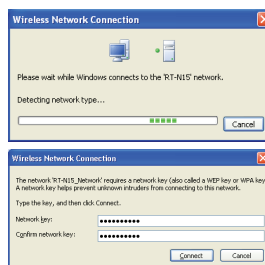 Wireless Network Connection
Please wait while Windows connects to the 'RT-N15' network.
Detecting network type...
Cancel
Wireless Network Connection
The network 'RT-N15_Network' requires a network key (also called a WEP key or WPA key
A network key helps prevent unknown intruders from connecting to this network.
Type the key, and then click Connect.
Network key:
Confirm network key:
Connect Cancel